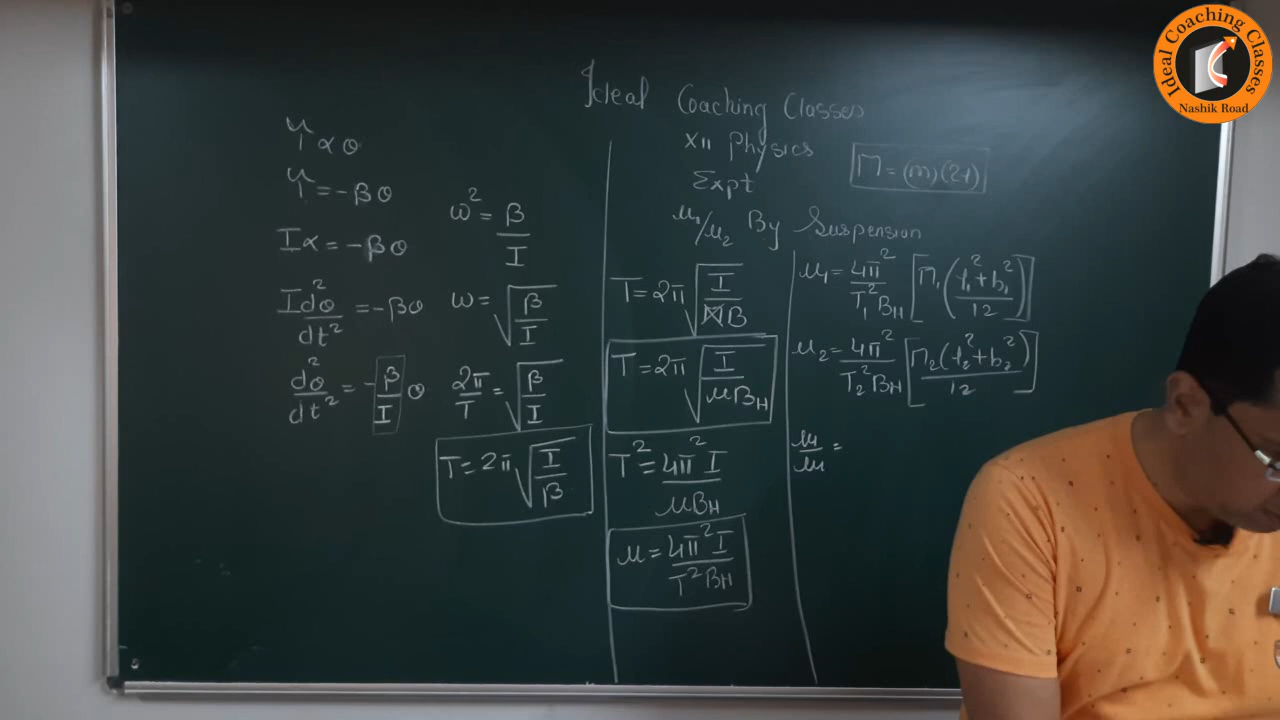 Ideal Coaching Classes
Nashik Road
Ideal Coaching Classes
XII Physics
Expt
μ₁/μ₂ By Suspension
M = (m)(2l)
τ ∝ θ
τ = -βθ
Iα = -βθ
I d²θ/dt² = -βθ
d²θ/dt² = -β/I θ
ω² = β/I
ω = √(β/I)
2π/T = √(β/I)
T = 2π √(I/β)
T = 2π √(I/MB)
T = 2π √(I/μB_H)
T² = 4π² I/μB_H
μ = 4π² I/T² B_H
μ₁ = 4π²/T₁² B_H [M₁ (l₁² + b₁²/12)]
μ₂ = 4π²/T₂² B_H [M₂ (l₂² + b₂²)/12]
μ/μ =